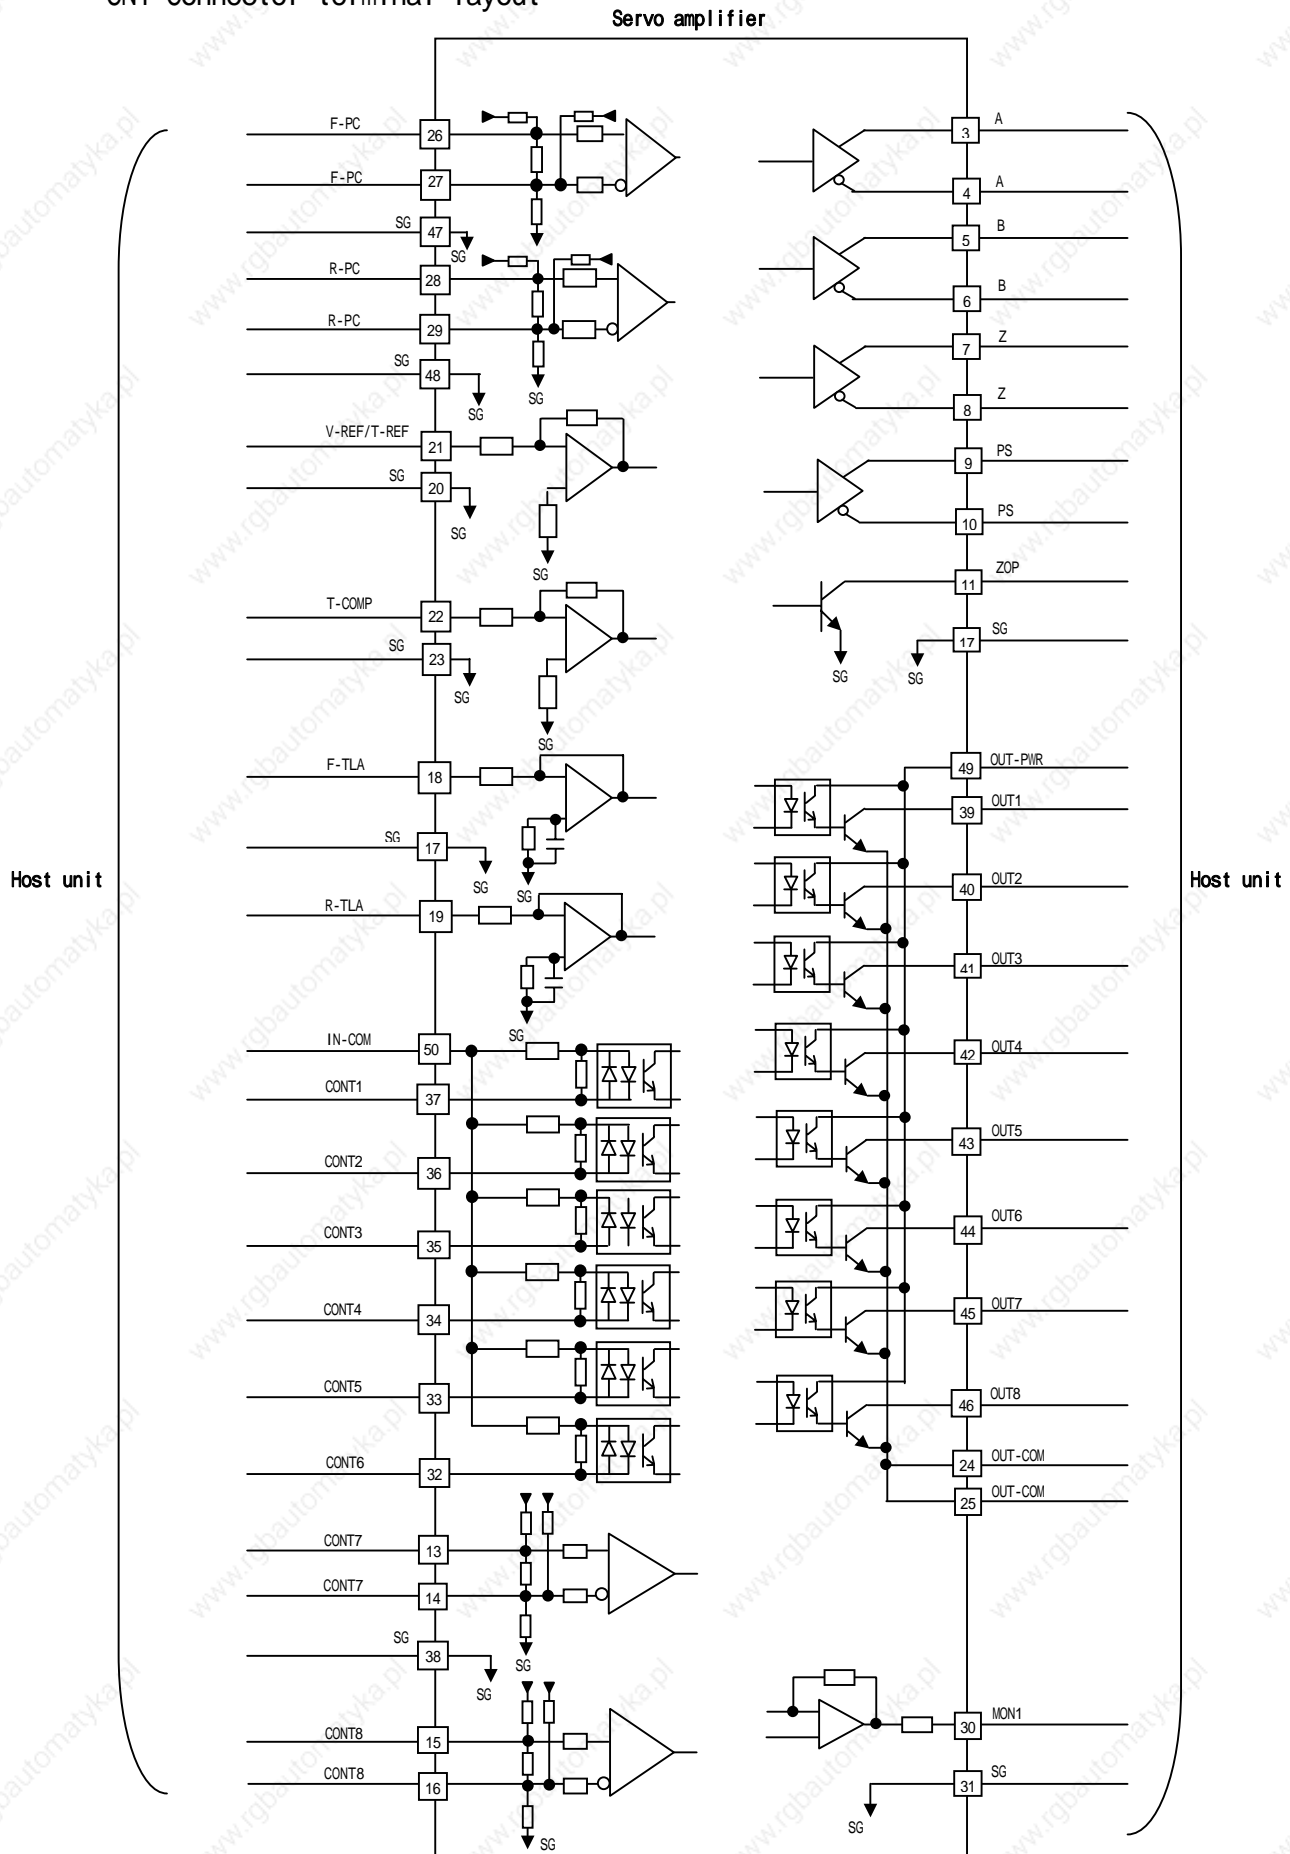 CN1 connector terminal layout
Servo amplifier
F-PC 26
F-PC 27
SG 47
SG
R-PC 28
R-PC 29
SG 48
SG
SG
V-REF/T-REF 21
SG 20
SG
SG
T-COMP 22
SG 23
SG
SG
F-TLA 18
SG 17
SG
SG
R-TLA 19
SG
IN-COM 50
CONT1 37
CONT2 36
CONT3 35
CONT4 34
CONT5 33
CONT6 32
CONT7 13
CONT7 14
SG 38
SG
SG
CONT8 15
CONT8 16
SG
Host unit
3 A
4 A
5 B
6 B
7 Z
8 Z
9 PS
10 PS
11 ZOP
17 SG
SG
SG
49 OUT-PWR
39 OUT1
40 OUT2
41 OUT3
42 OUT4
43 OUT5
44 OUT6
45 OUT7
46 OUT8
24 OUT-COM
25 OUT-COM
30 MON1
31 SG
SG
Host unit
www.rgbautomatyka.pl